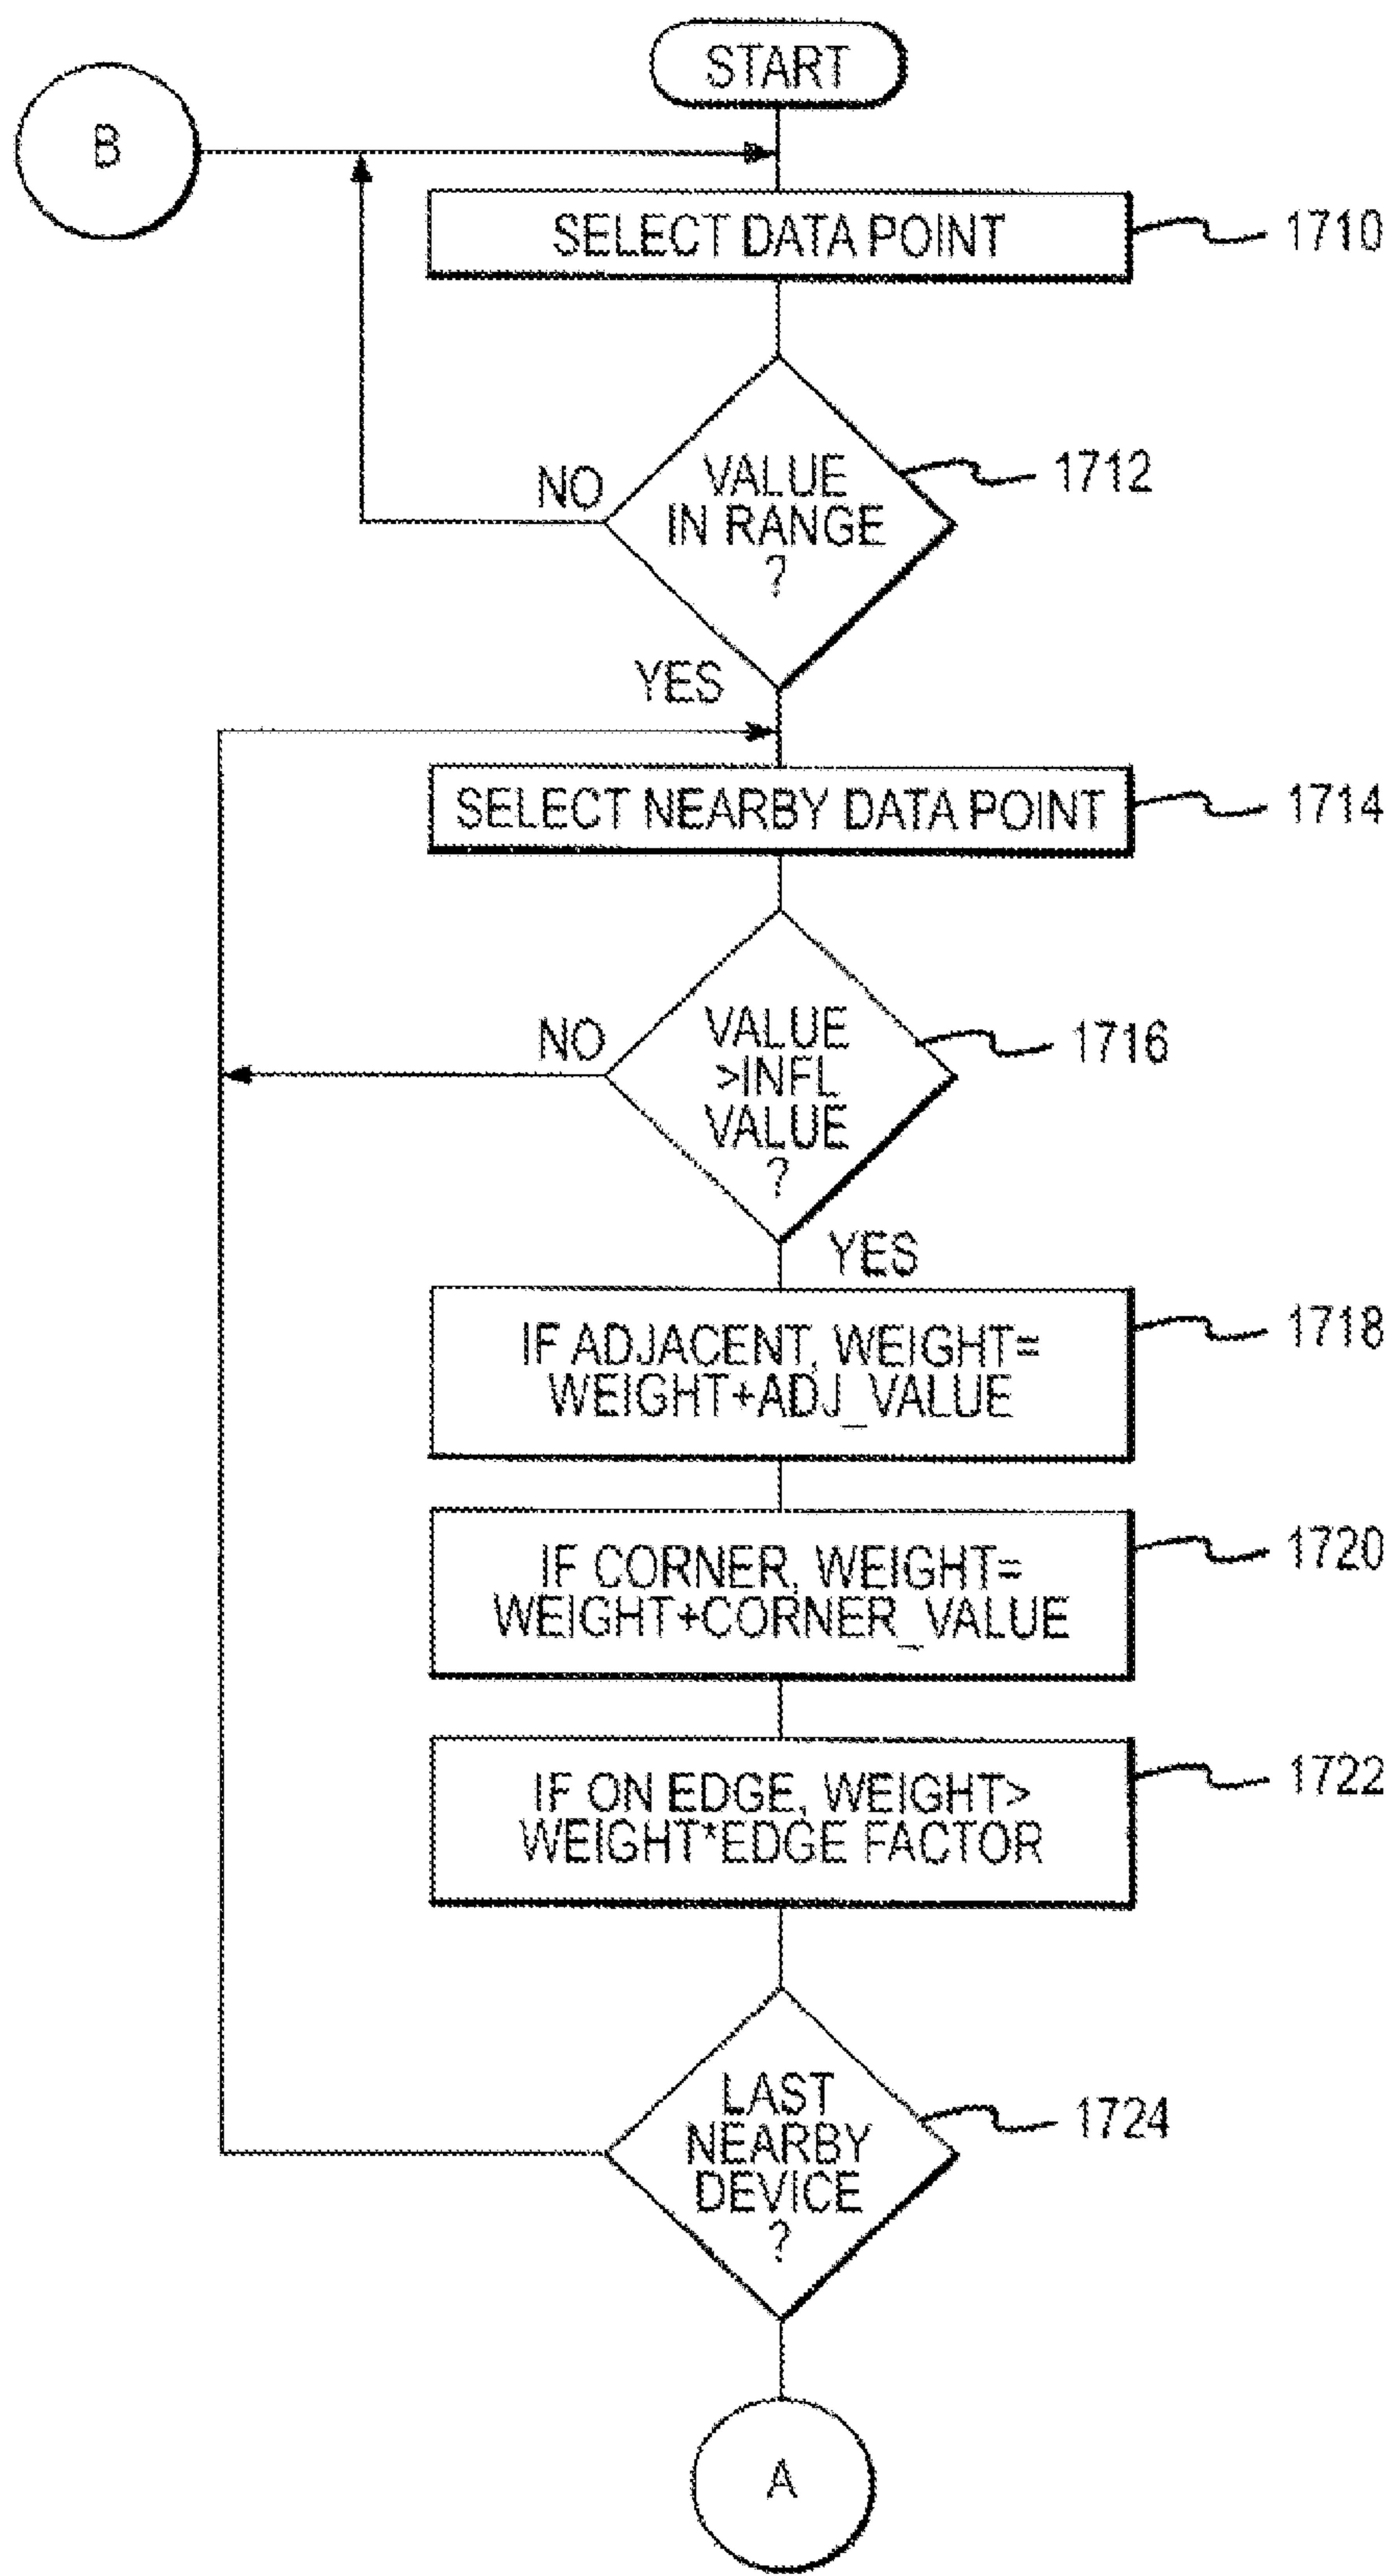 START
B
SELECT DATA POINT
1710
VALUE
IN RANGE
?
1712
NO
YES
SELECT NEARBY DATA POINT
1714
VALUE
>INFL
VALUE
?
1716
NO
YES
IF ADJACENT, WEIGHT=
WEIGHT+ADJ_VALUE
1718
IF CORNER, WEIGHT=
WEIGHT+CORNER_VALUE
1720
IF ON EDGE, WEIGHT>
WEIGHT*EDGE FACTOR
1722
LAST
NEARBY
DEVICE
?
1724
A